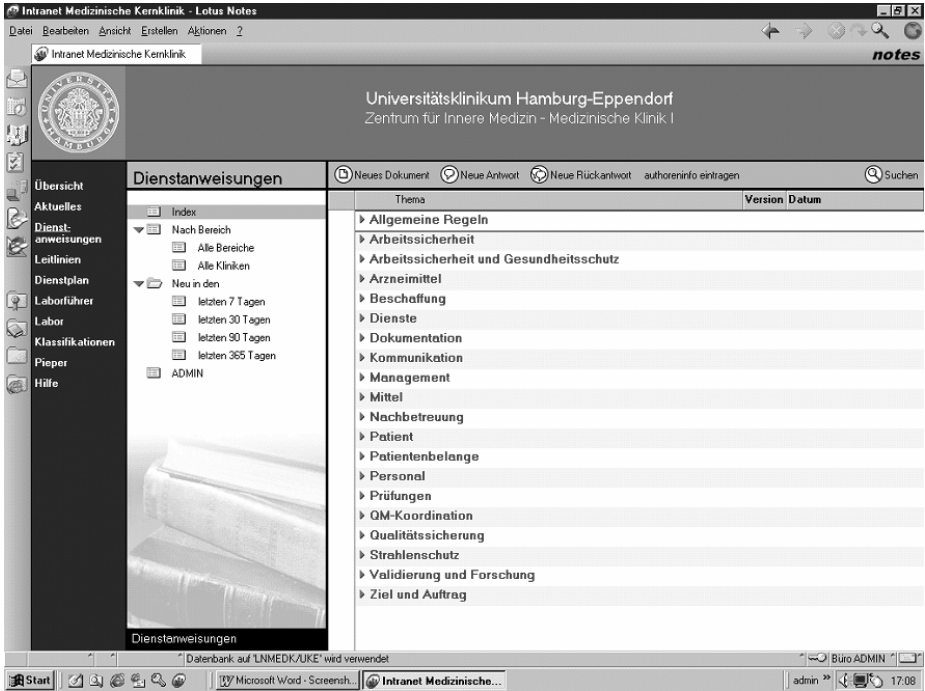 Intranet Medizinische Kernklinik - Lotus Notes
Datei Bearbeiten Ansicht Erstellen Aktionen ?
Intranet Medizinische Kernklinik
notes
UNIVERSITÄT HAMBURG
Universitätsklinikum Hamburg-Eppendorf
Zentrum für Innere Medizin - Medizinische Klinik I
Übersicht
Aktuelles
Dienst-
anweisungen
Leitlinien
Dienstplan
Laborführer
Labor
Klassifikationen
Pieper
Hilfe
Dienstanweisungen
Index
Nach Bereich
Alle Bereiche
Alle Kliniken
Neu in den
letzten 7 Tagen
letzten 30 Tagen
letzten 90 Tagen
letzten 365 Tagen
ADMIN
Dienstanweisungen
Neues Dokument Neue Antwort Neue Rückantwort authoreninfo eintragen Suchen
Thema Version Datum
Allgemeine Regeln
Arbeitssicherheit
Arbeitssicherheit und Gesundheitsschutz
Arzneimittel
Beschaffung
Dienste
Dokumentation
Kommunikation
Management
Mittel
Nachbetreuung
Patient
Patientenbelange
Personal
Prüfungen
QM-Koordination
Qualitätssicherung
Strahlenschutz
Validierung und Forschung
Ziel und Auftrag
Datenbank auf 'LNMEDK/UKE' wird verwendet Büro ADMIN
Start Microsoft Word - Screensh... Intranet Medizinische... admin » 17:08